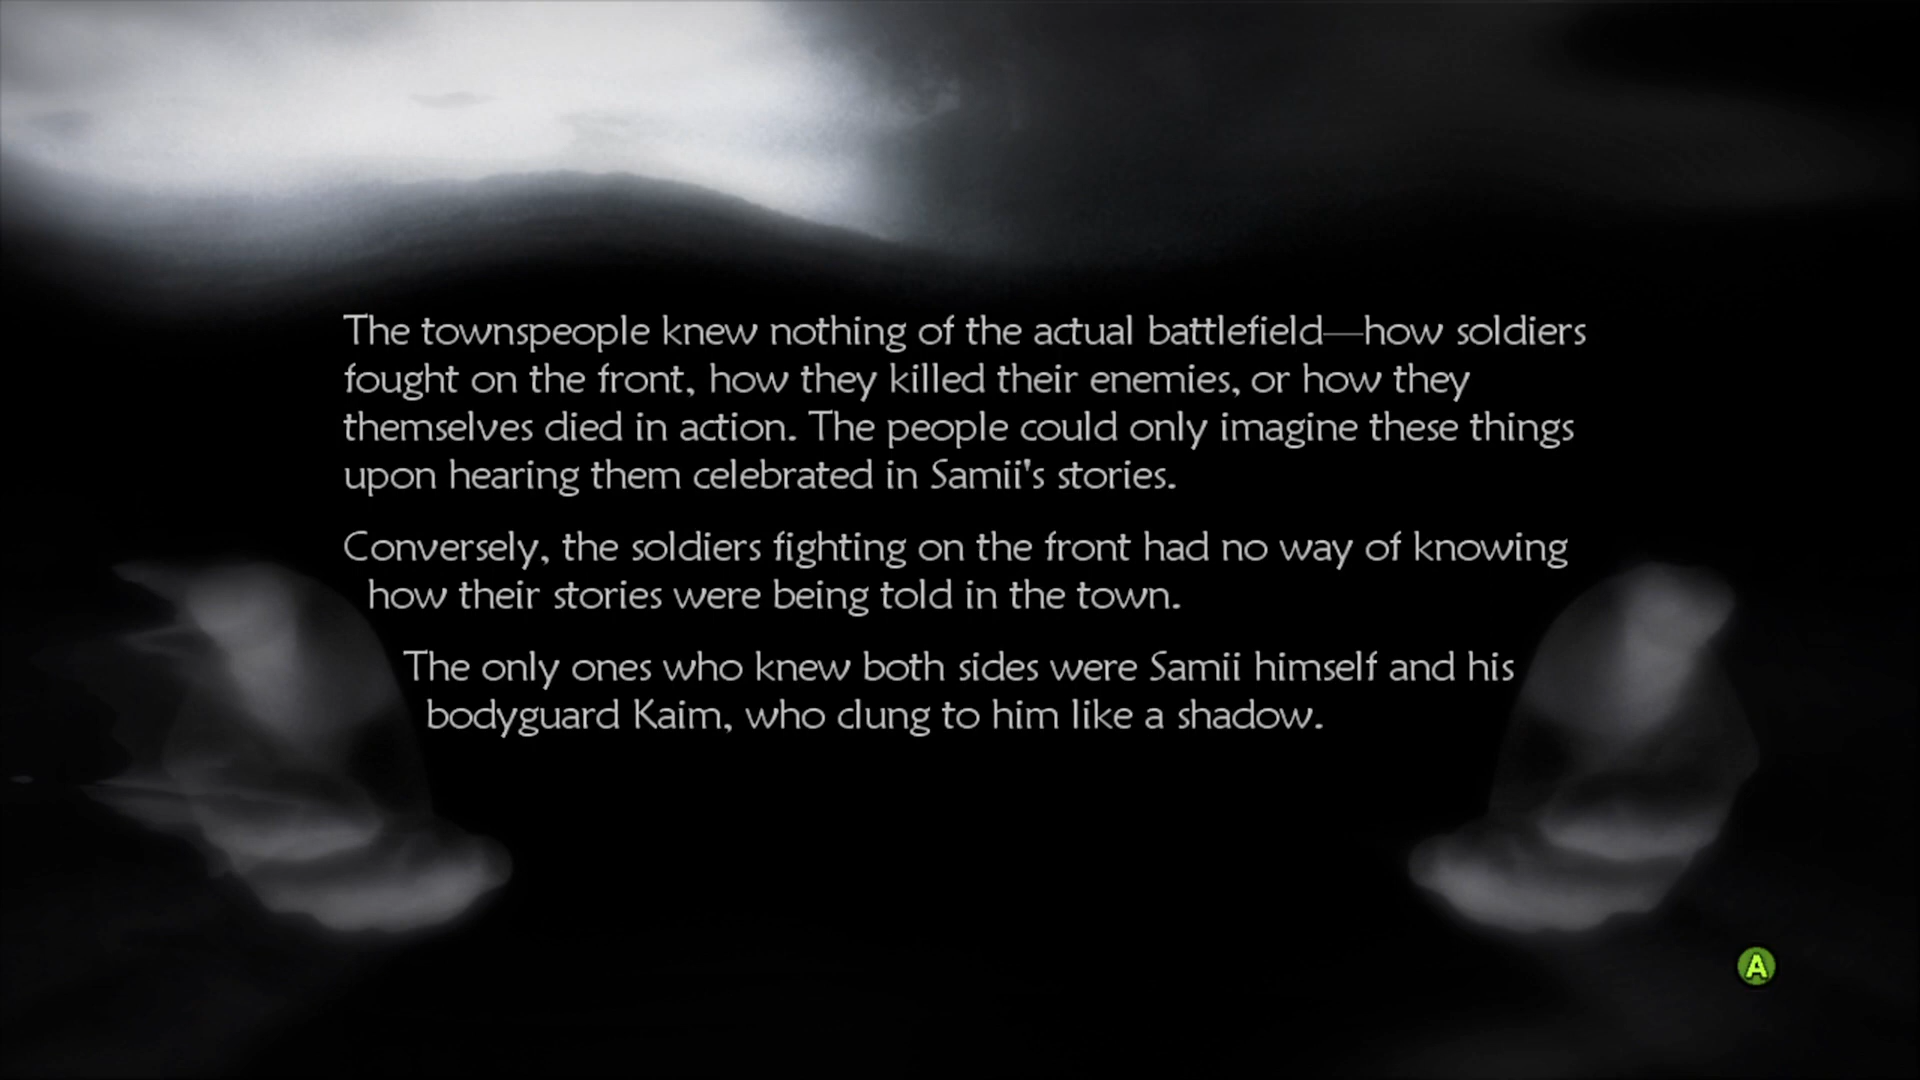 The townspeople knew nothing of the actual battlefield—how soldiers
fought on the front, how they killed their enemies, or how they
themselves died in action. The people could only imagine these things
upon hearing them celebrated in Samii's stories.
Conversely, the soldiers fighting on the front had no way of knowing
how their stories were being told in the town.
The only ones who knew both sides were Samii himself and his
bodyguard Kaim, who clung to him like a shadow.
A